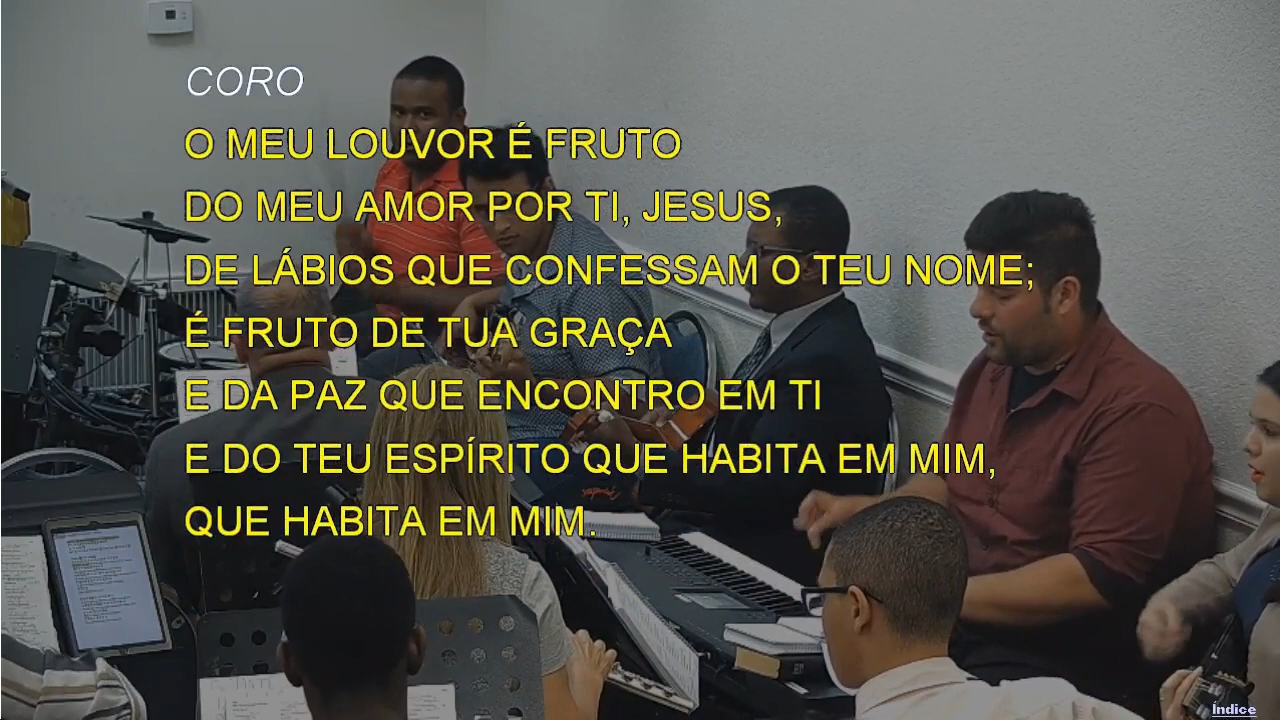 CORO
O MEU LOUVOR É FRUTO
DO MEU AMOR POR TI, JESUS,
DE LÁBIOS QUE CONFESSAM O TEU NOME;
É FRUTO DE TUA GRAÇA
E DA PAZ QUE ENCONTRO EM TI
E DO TEU ESPÍRITO QUE HABITA EM MIM,
QUE HABITA EM MIM.
Índice